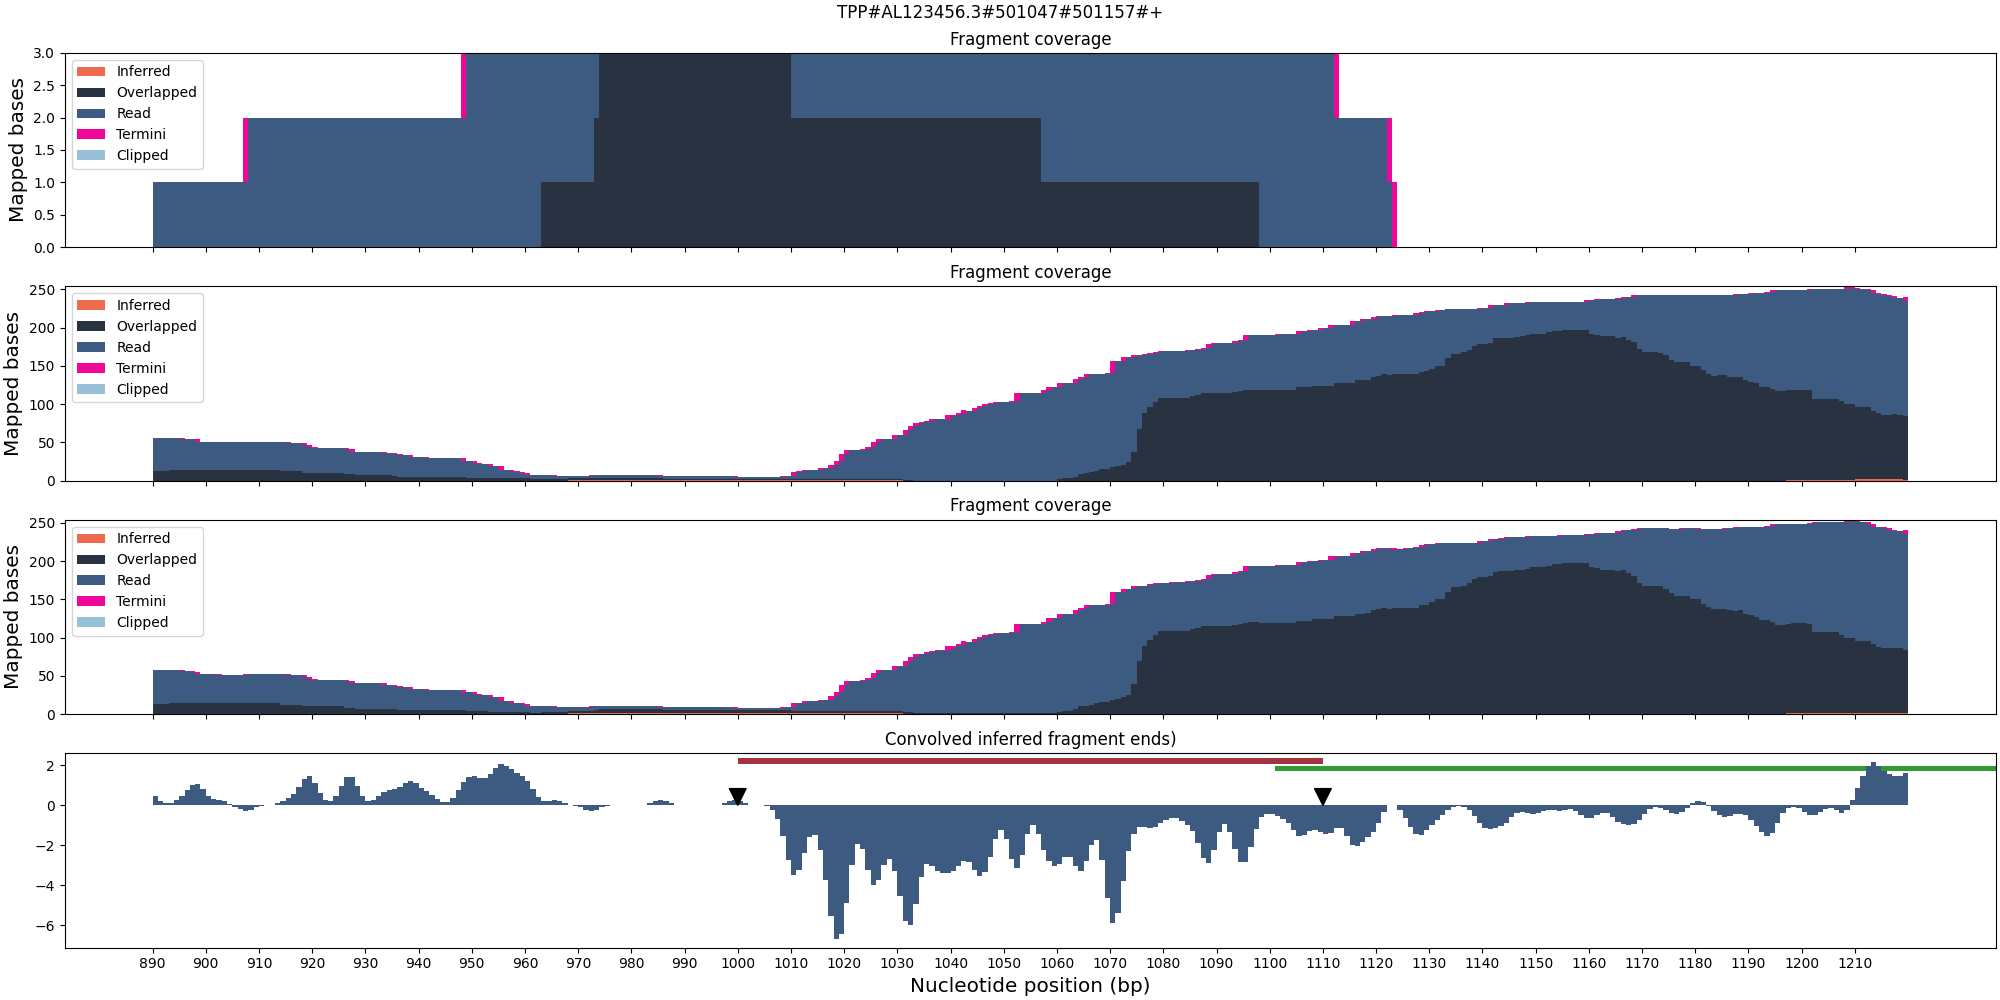 TPP#AL123456.3#501047#501157#+
Fragment coverage
Mapped bases
3.0
2.5
2.0
1.5
1.0
0.5
0.0
Inferred
Overlapped
Read
Termini
Clipped
Fragment coverage
Mapped bases
250
200
150
100
50
0
Inferred
Overlapped
Read
Termini
Clipped
Fragment coverage
Mapped bases
250
200
150
100
50
0
Inferred
Overlapped
Read
Termini
Clipped
Convolved inferred fragment ends)
2
0
−2
−4
−6
890 900 910 920 930 940 950 960 970 980 990 1000 1010 1020 1030 1040 1050 1060 1070 1080 1090 1100 1110 1120 1130 1140 1150 1160 1170 1180 1190 1200 1210
Nucleotide position (bp)